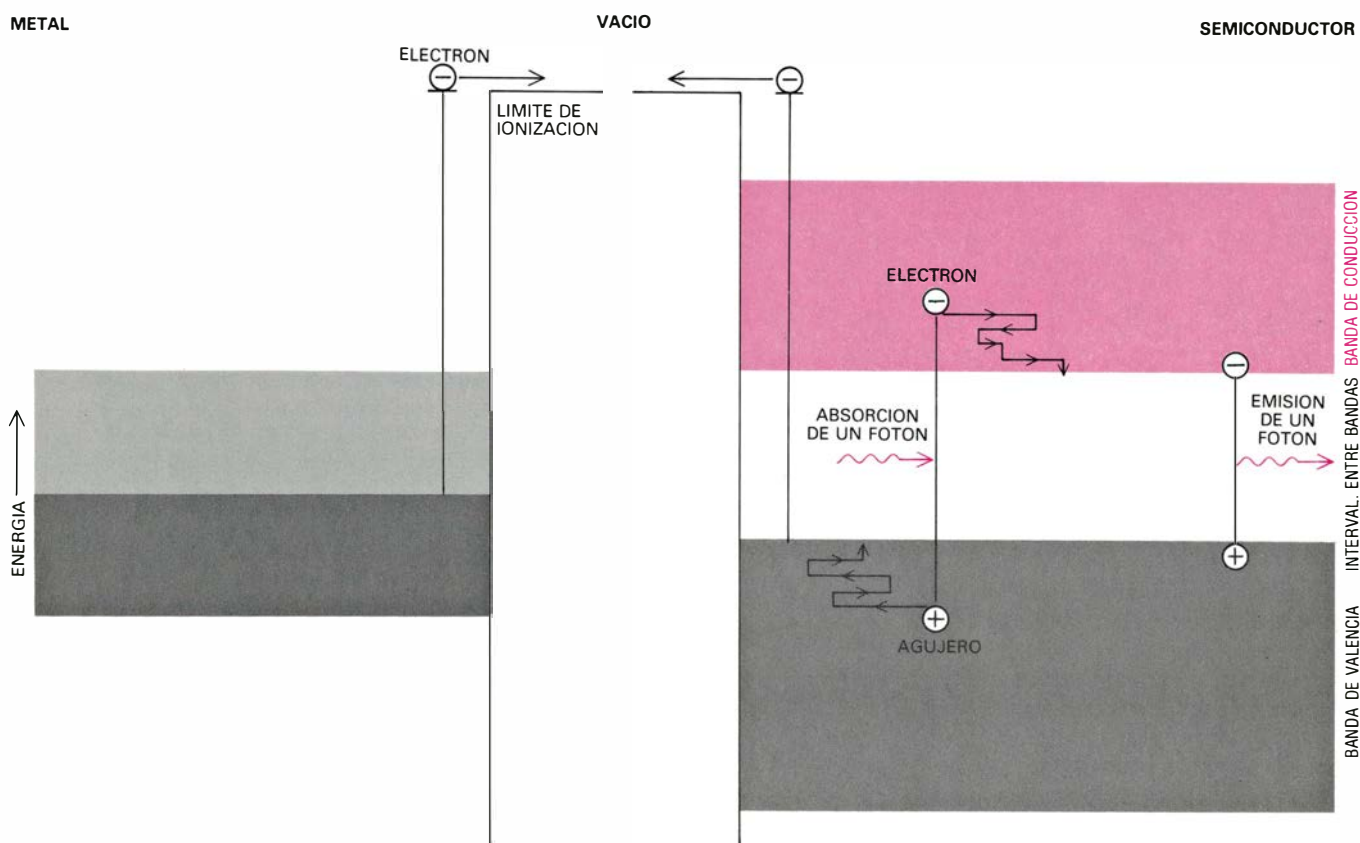 METAL
VACIO
SEMICONDUCTOR
ELECTRON
LIMITE DE
IONIZACION
ENERGIA
ELECTRON
ABSORCION
DE UN FOTON
EMISION
DE UN
FOTON
AGUJERO
BANDA DE VALENCIA INTERVAL. ENTRE BANDAS BANDA DE CONDUCCION